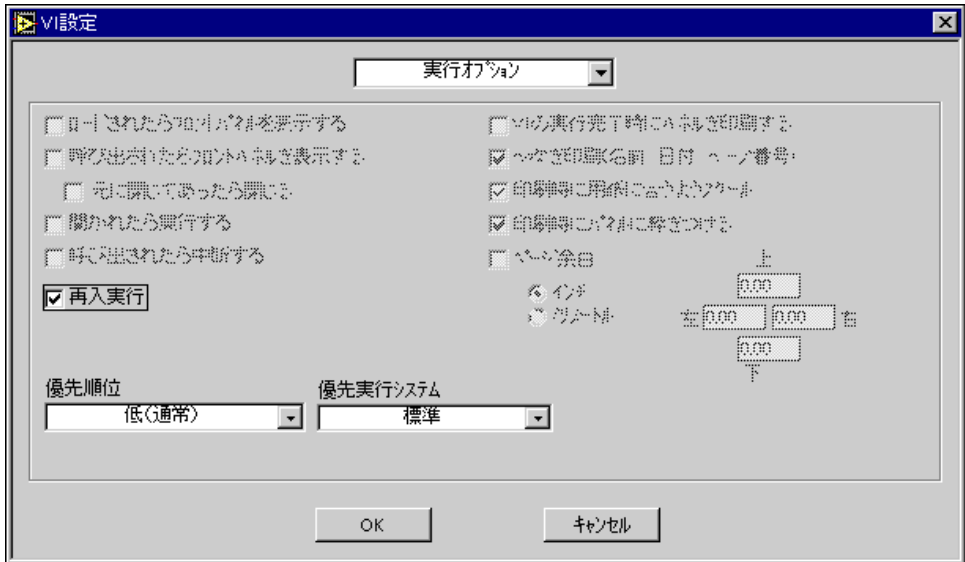 VI設定
実行オプション
ロードされたらフロントパネルを表示する
呼び出されたらフロントパネルを表示する
元に閉じてあったら閉じる
開かれたら実行する
呼び出されたら中断する
再入実行
VIの実行完了時にパネルを印刷する
ヘッダを印刷(名前 日付 ページ番号)
印刷時に用紙に合うようスケール
印刷時にパネルに枠をつける
ページ余白
インチ
上
0.00
左 0.00 0.00 右
0.00
下
優先順位
優先実行システム
低(通常)
標準
OK
キャンセル